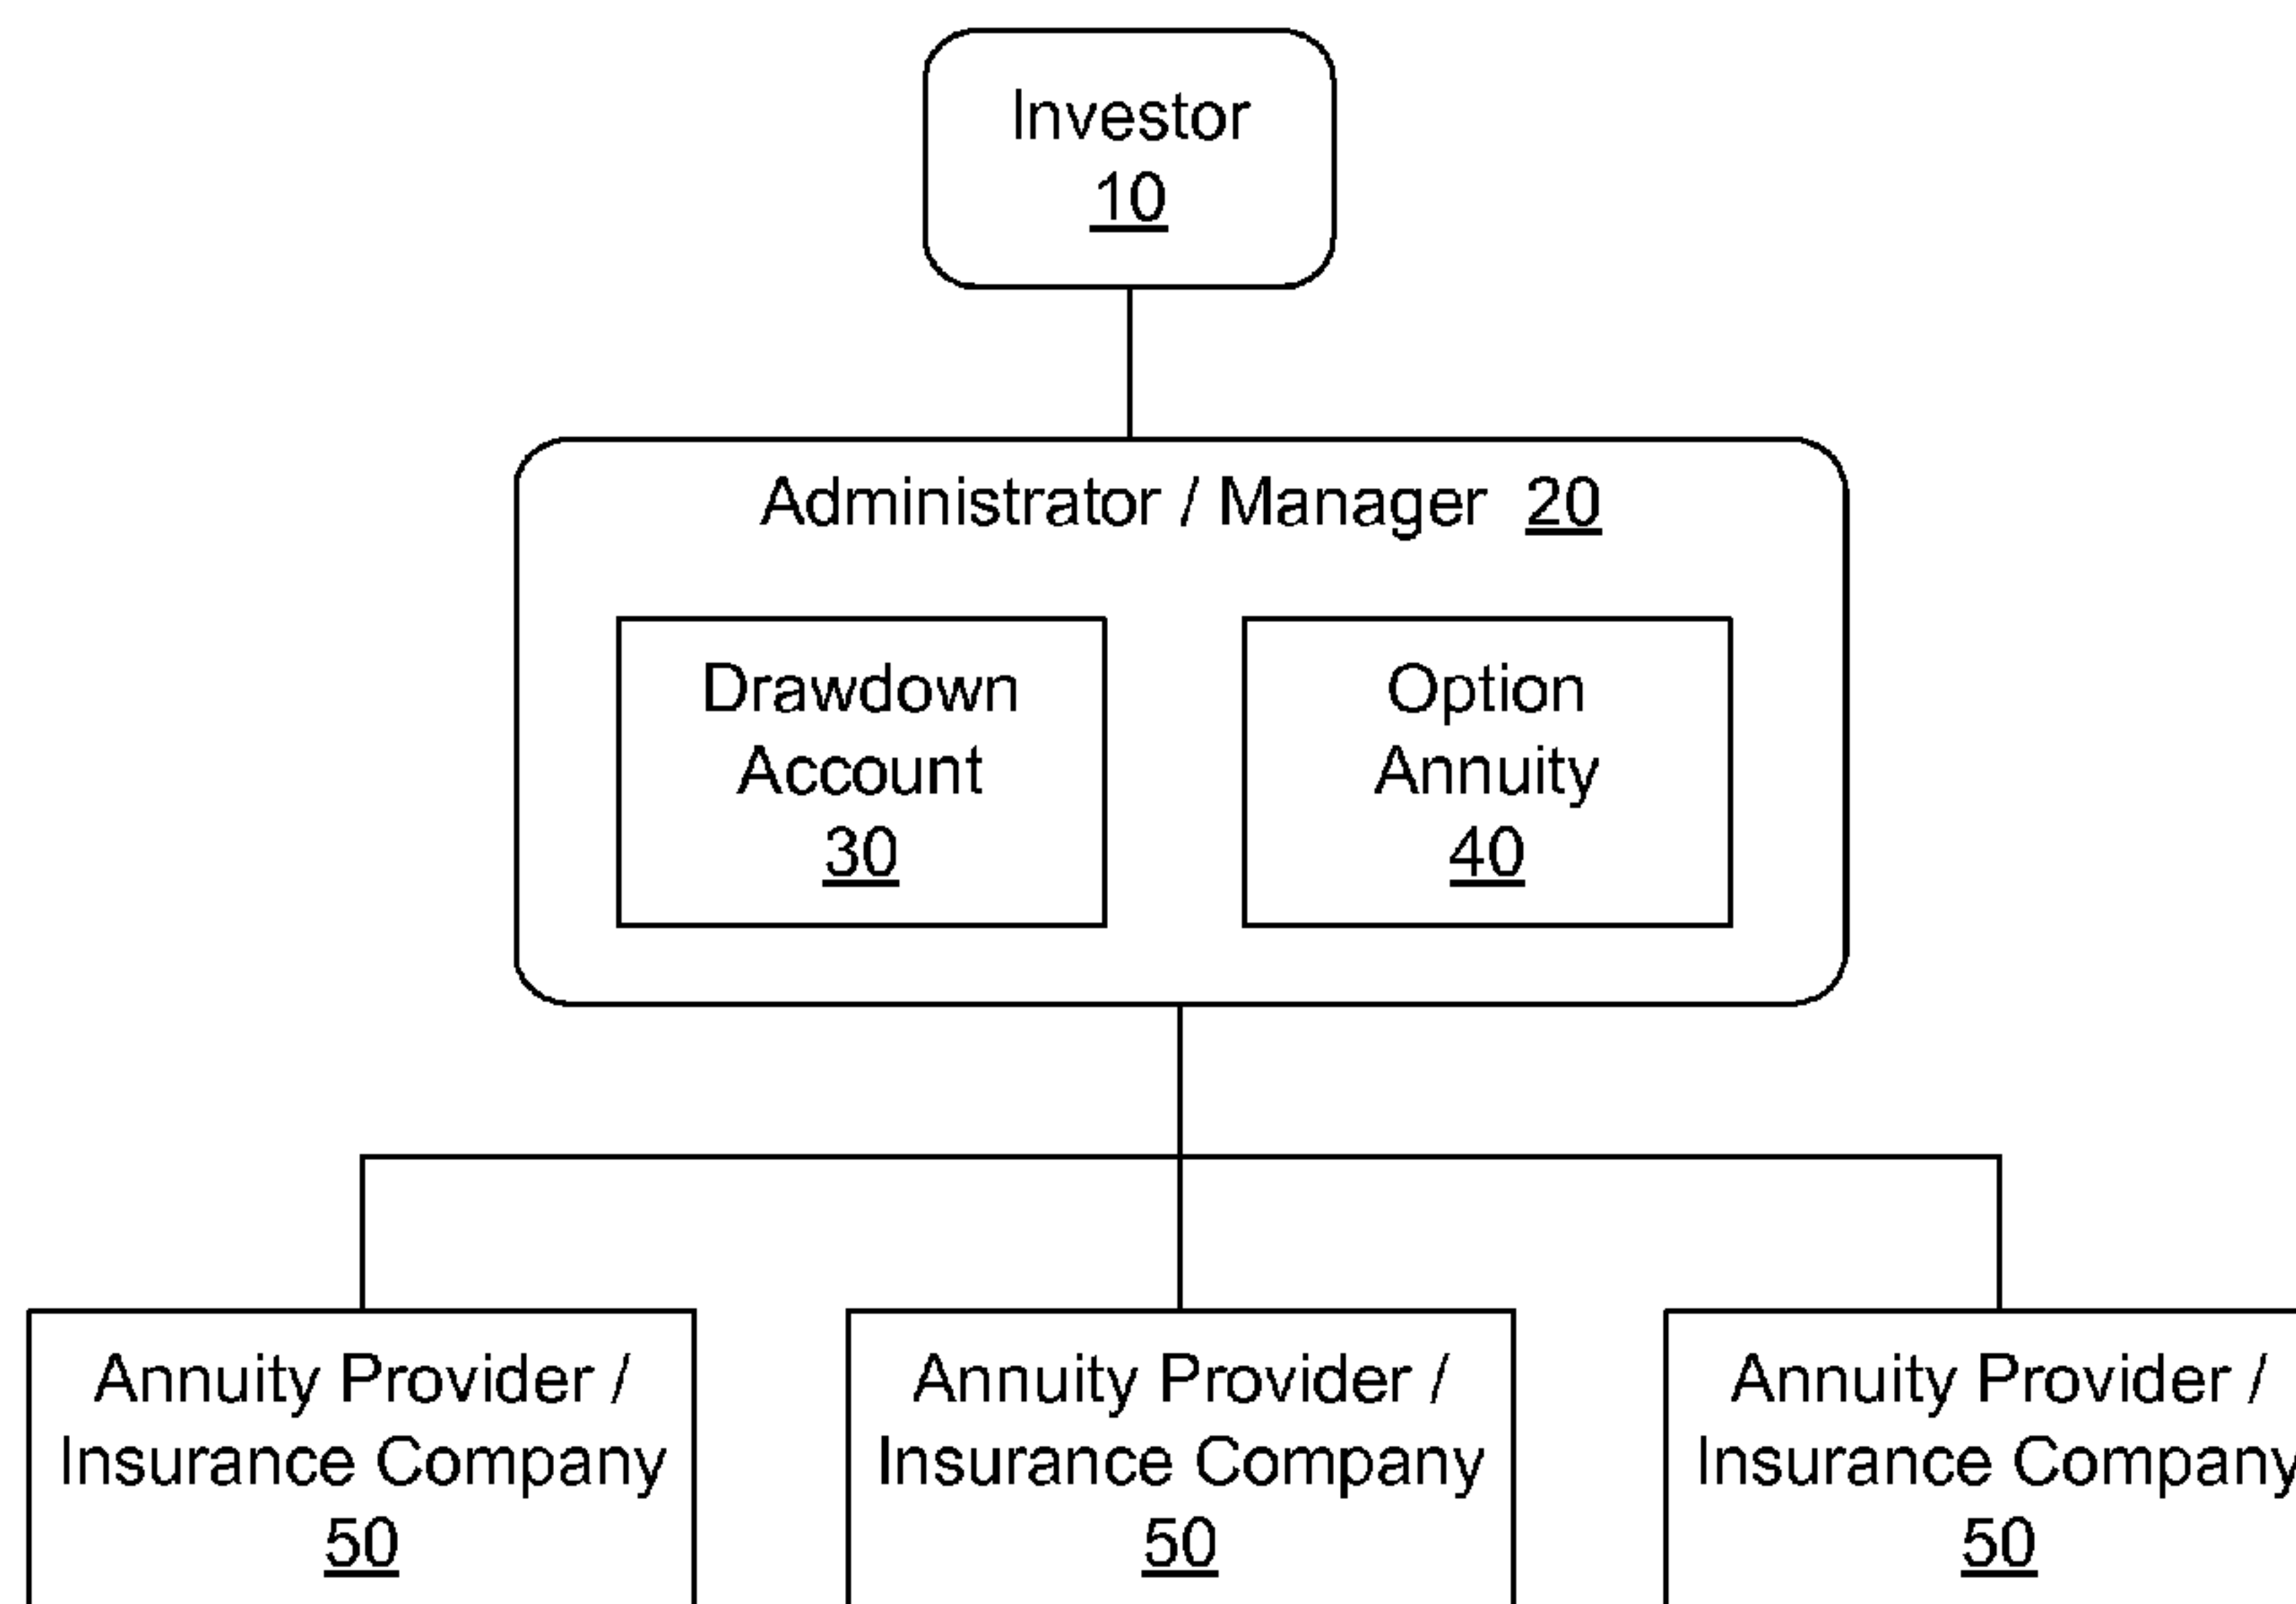 Investor
10
Administrator / Manager 20
Drawdown
Account
30
Option
Annuity
40
Annuity Provider /
Insurance Company
50
Annuity Provider /
Insurance Company
50
Annuity Provider /
Insurance Company
50